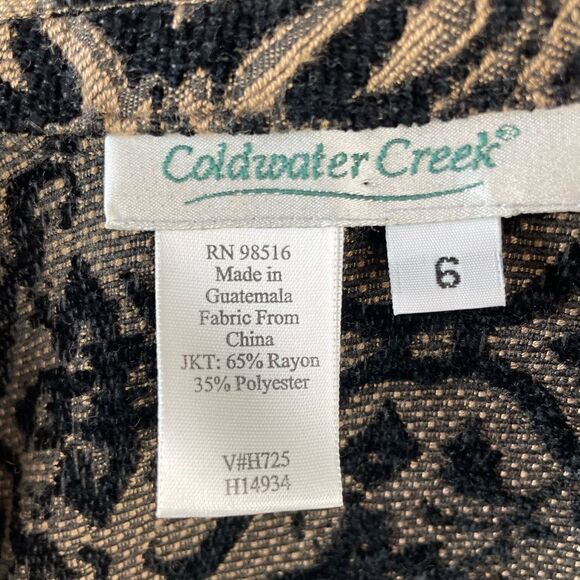 Coldwater Creek®
RN 98516
Made in
Guatemala
Fabric From
China
JKT: 65% Rayon
35% Polyester
V#H725
H14934
6